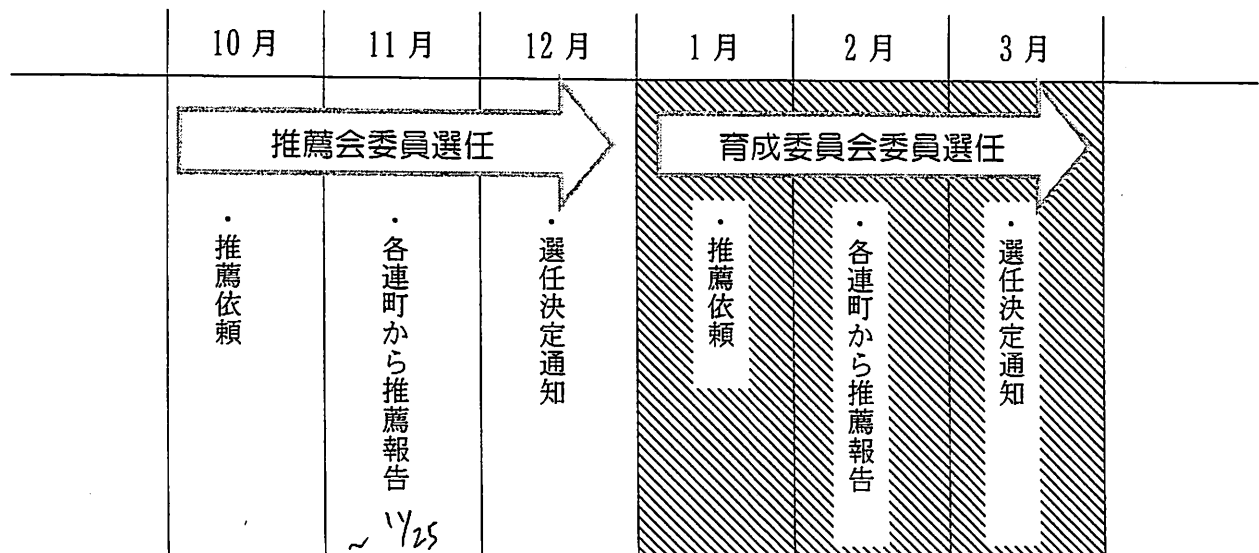 10月
11月
12月
1月
2月
3月
推薦会委員選任
育成委員会委員選任
・推薦依頼
・各連町から推薦報告
~ 11/25
・選任決定通知
・推薦依頼
・各連町から推薦報告
・選任決定通知